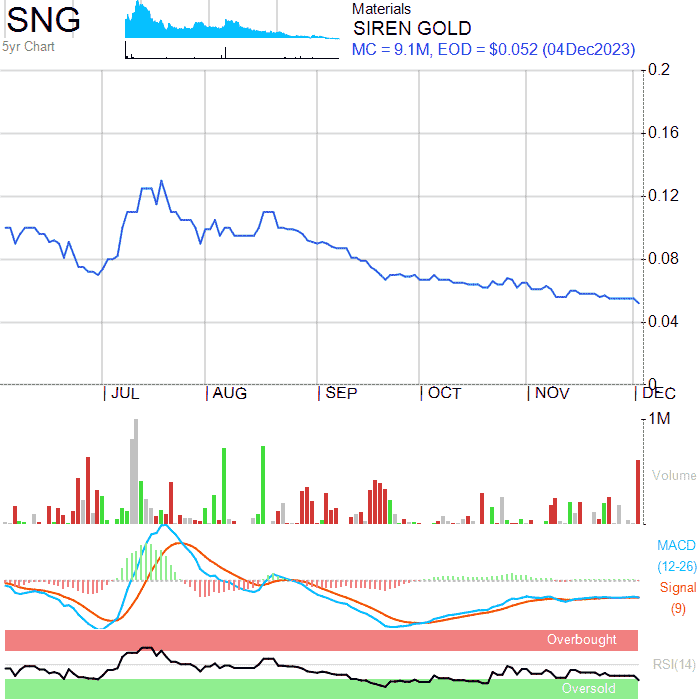 SNG
5yr Chart
Materials
SIREN GOLD
MC = 9.1M, EOD = $0.052 (04Dec2023)
0.2
0.16
0.12
0.08
0.04
0
JUL AUG SEP OCT NOV DEC
1M
Volume
MACD
(12-26)
Signal
(9)
Overbought
RSI(14)
Oversold